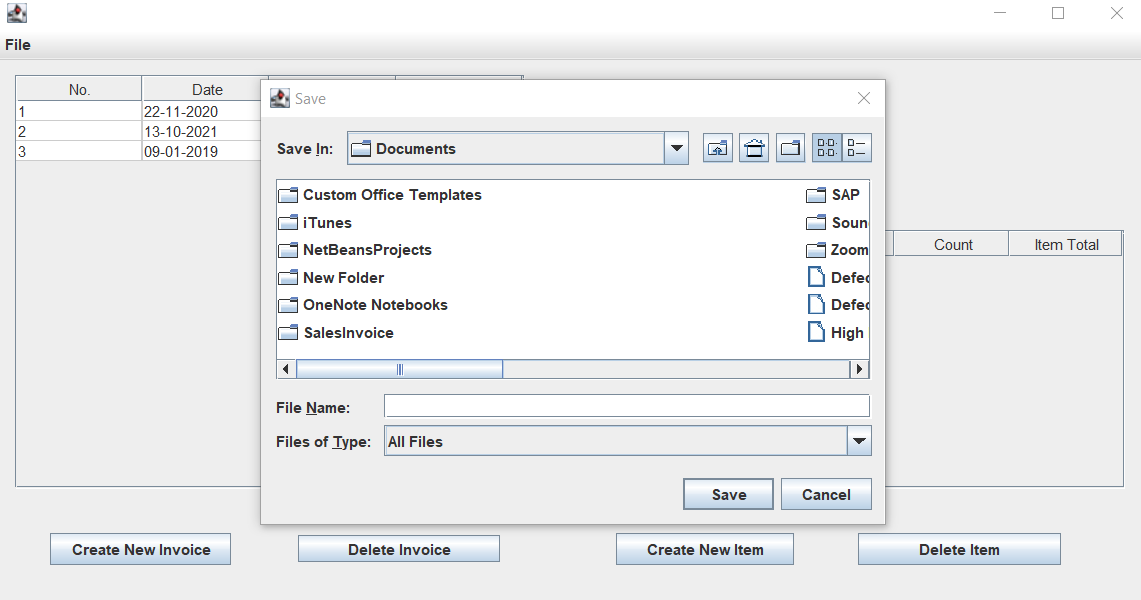 File
No. Date
1 22-11-2020
2 13-10-2021
3 09-01-2019
Save
Save In: Documents
Custom Office Templates
iTunes
NetBeansProjects
New Folder
OneNote Notebooks
SalesInvoice
SAP
Soun
Zoom
Defec
Defec
High
Count Item Total
File Name:
Files of Type: All Files
Save Cancel
Create New Invoice Delete Invoice Create New Item Delete Item